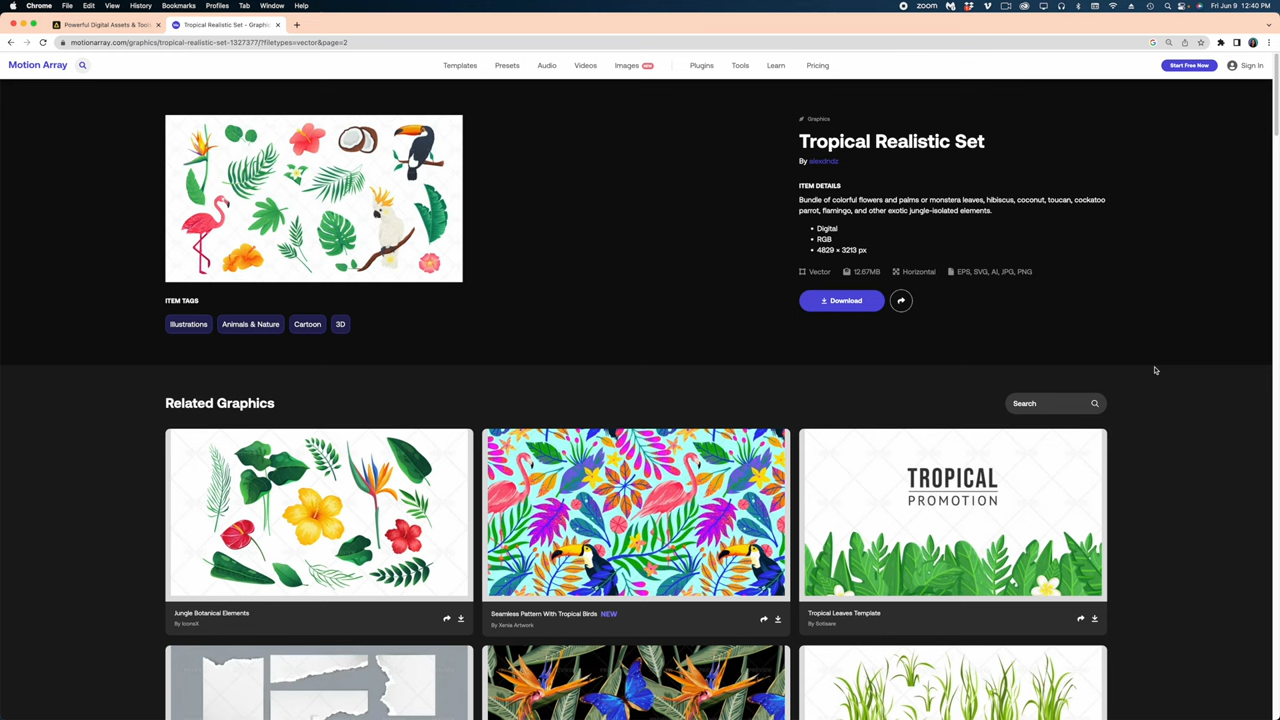 Chrome File Edit View History Bookmarks Profiles Tab Window Help
zoom Fri Jun 9 12:40 PM
Powerful Digital Assets & Tools
Tropical Realistic Set - Graphi
motionarray.com/graphics/tropical-realistic-set-1327377/?filetypes=vector&page=2
Motion Array
Templates Presets Audio Videos Images NEW Plugins Tools Learn Pricing
Start Free Now Sign In
Graphics
Tropical Realistic Set
By alexdndz
ITEM DETAILS
Bundle of colorful flowers and palms or monstera leaves, hibiscus, coconut, toucan, cockatoo
parrot, flamingo, and other exotic jungle-isolated elements.
• Digital
• RGB
• 4829 × 3213 px
Vector 12.67MB Horizontal EPS, SVG, AI, JPG, PNG
Download
ITEM TAGS
Illustrations Animals & Nature Cartoon 3D
Related Graphics
Search
TROPICAL
PROMOTION
Jungle Botanical Elements
By IconsX
Seamless Pattern With Tropical Birds NEW
By Xenia Artwork
Tropical Leaves Template
By Sotisare